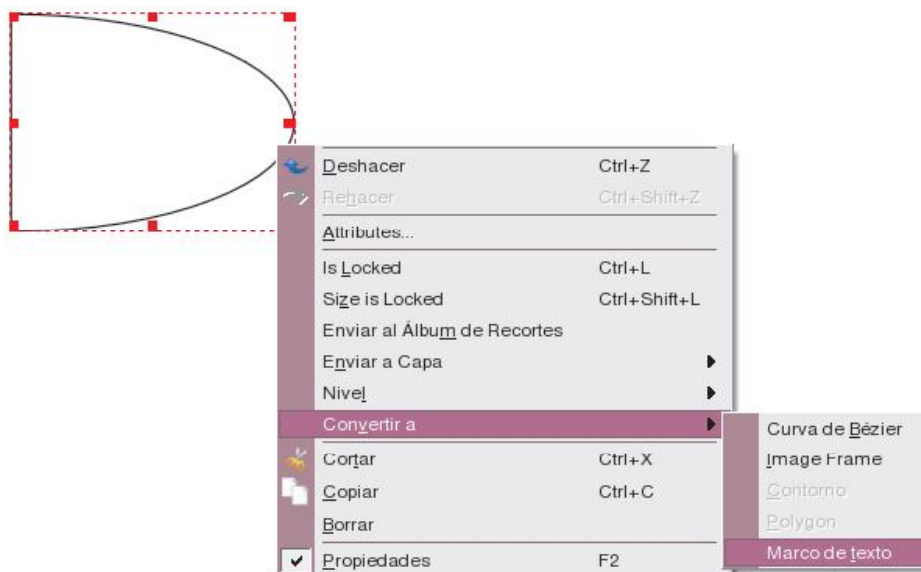 Deshacer Ctrl+Z
Rehacer Ctrl+Shift+Z
Attributes...
Is Locked Ctrl+L
Size is Locked Ctrl+Shift+L
Enviar al Álbum de Recortes
Enviar a Capa
Nivel
Convertir a
Cortar Ctrl+X
Copiar Ctrl+C
Borrar
Propiedades F2
Curva de Bézier
Image Frame
Contorno
Polygon
Marco de texto